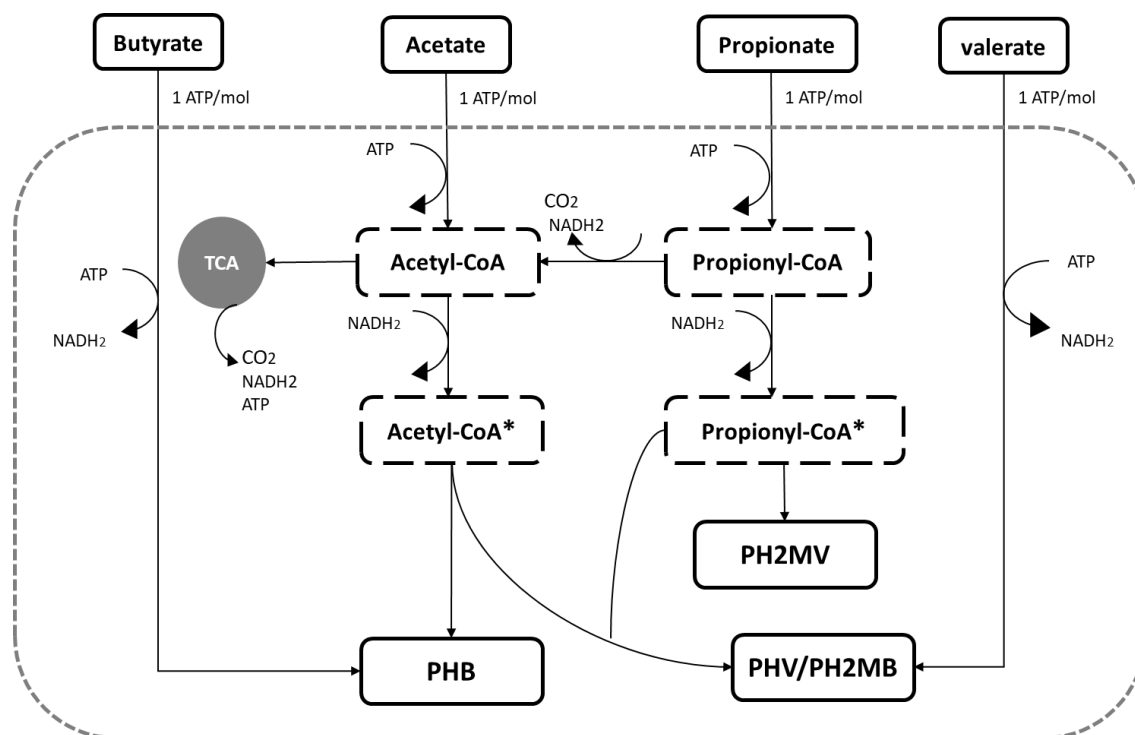 Butyrate
Acetate
Propionate
valerate
1 ATP/mol
1 ATP/mol
1 ATP/mol
1 ATP/mol
ATP
ATP
CO2
NADH2
TCA
Acetyl-CoA
Propionyl-CoA
ATP
ATP
NADH2
NADH2
NADH2
NADH2
CO2
NADH2
ATP
Acetyl-CoA*
Propionyl-CoA*
PH2MV
PHB
PHV/PH2MB